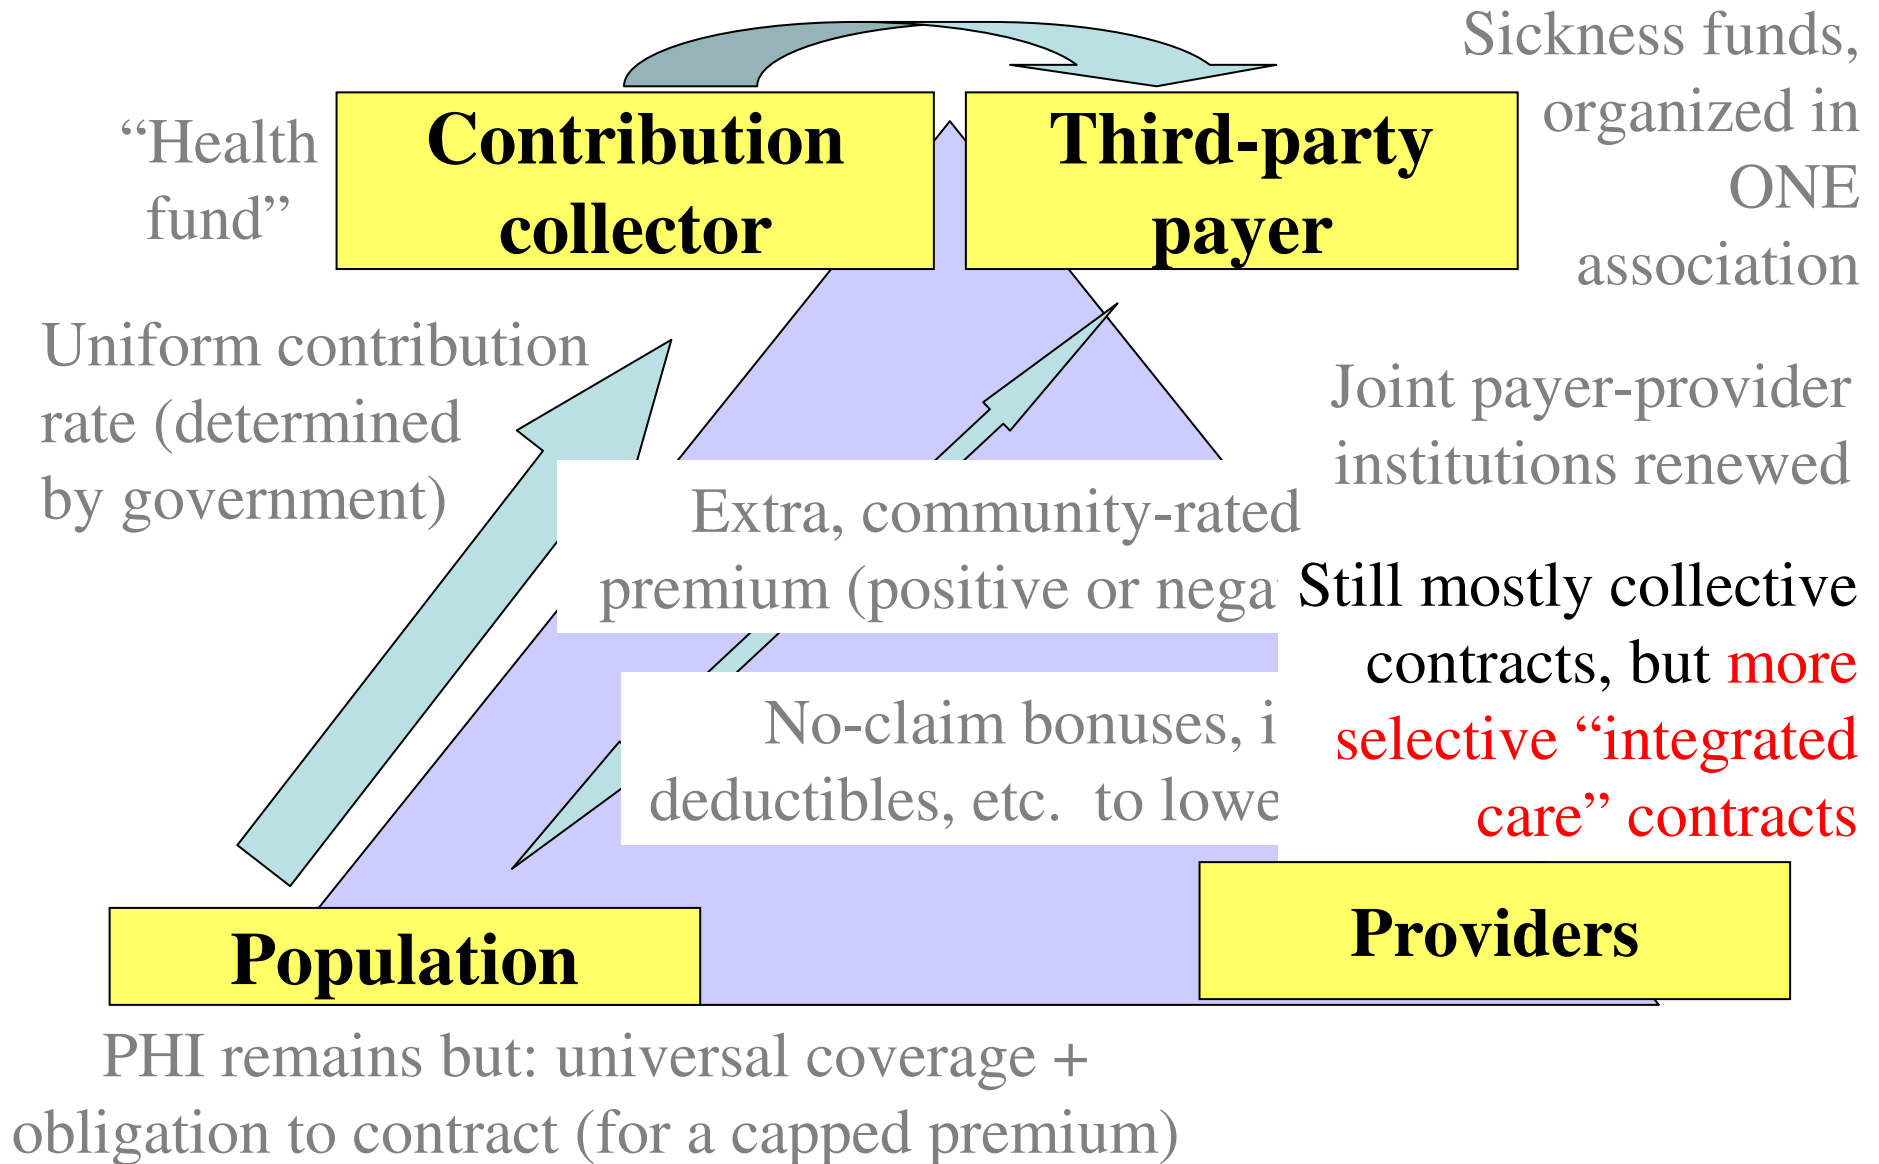 Sickness funds,
organized in
ONE
association
“Health
fund”
Contribution
collector
Third-party
payer
Uniform contribution
rate (determined
by government)
Joint payer-provider
institutions renewed
Extra, community-rated
premium (positive or nega
Still mostly collective
contracts, but more
selective “integrated
care” contracts
No-claim bonuses, i
deductibles, etc. to lowe
Population
Providers
PHI remains but: universal coverage +
obligation to contract (for a capped premium)